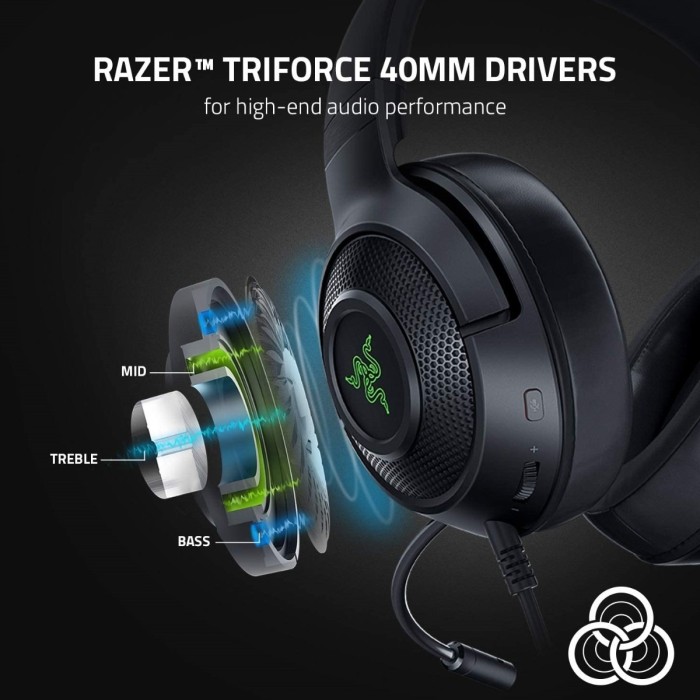 RAZER™ TRIFORCE 40MM DRIVERS
for high-end audio performance
MID
TREBLE
BASS
+
-